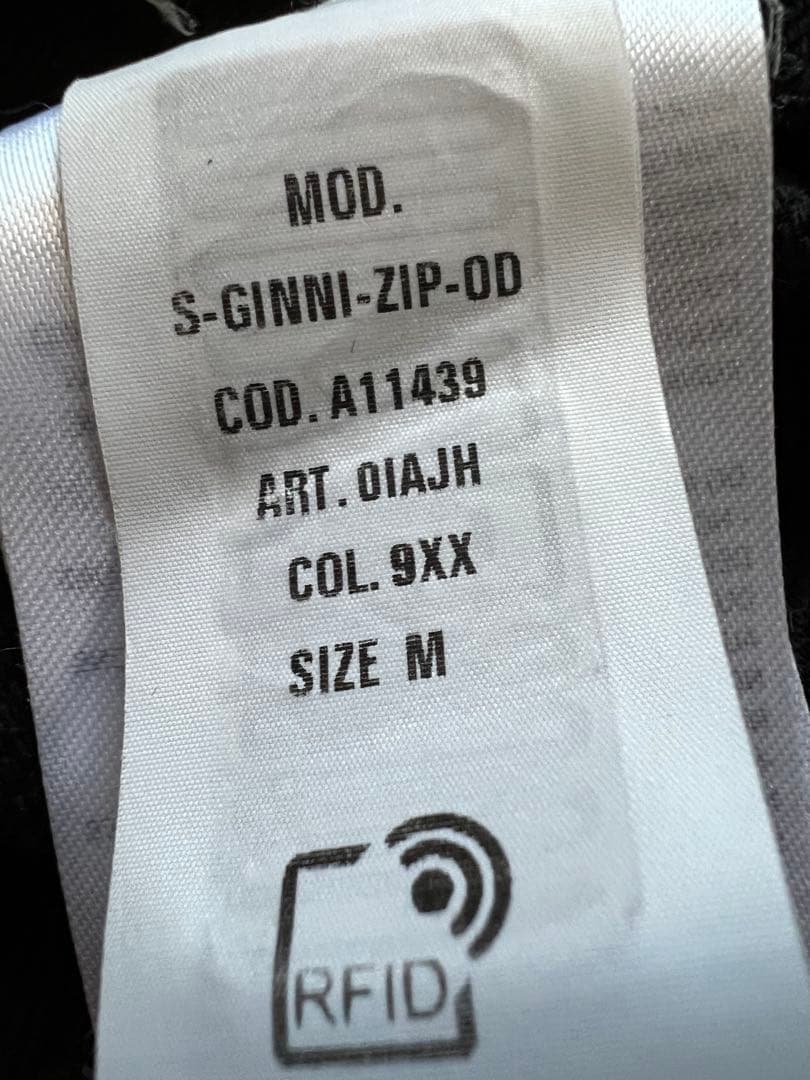 MOD.
S-GINNI-ZIP-OD
COD. A11439
ART. 0IAJH
COL. 9XX
SIZE M
RFID